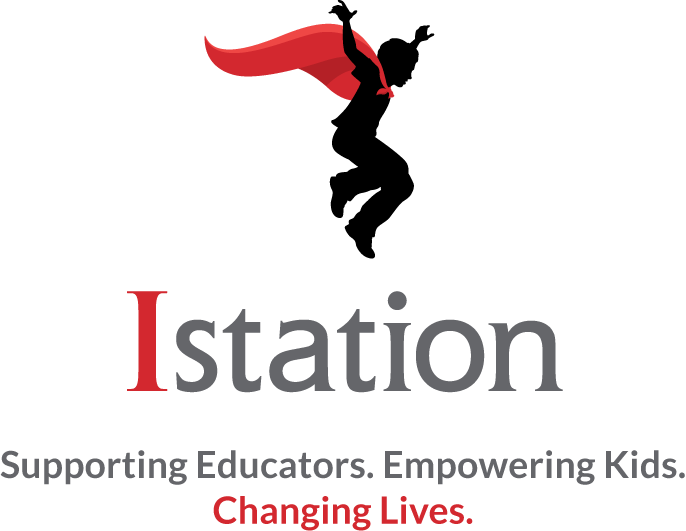 Istation
Supporting Educators. Empowering Kids.
Changing Lives.